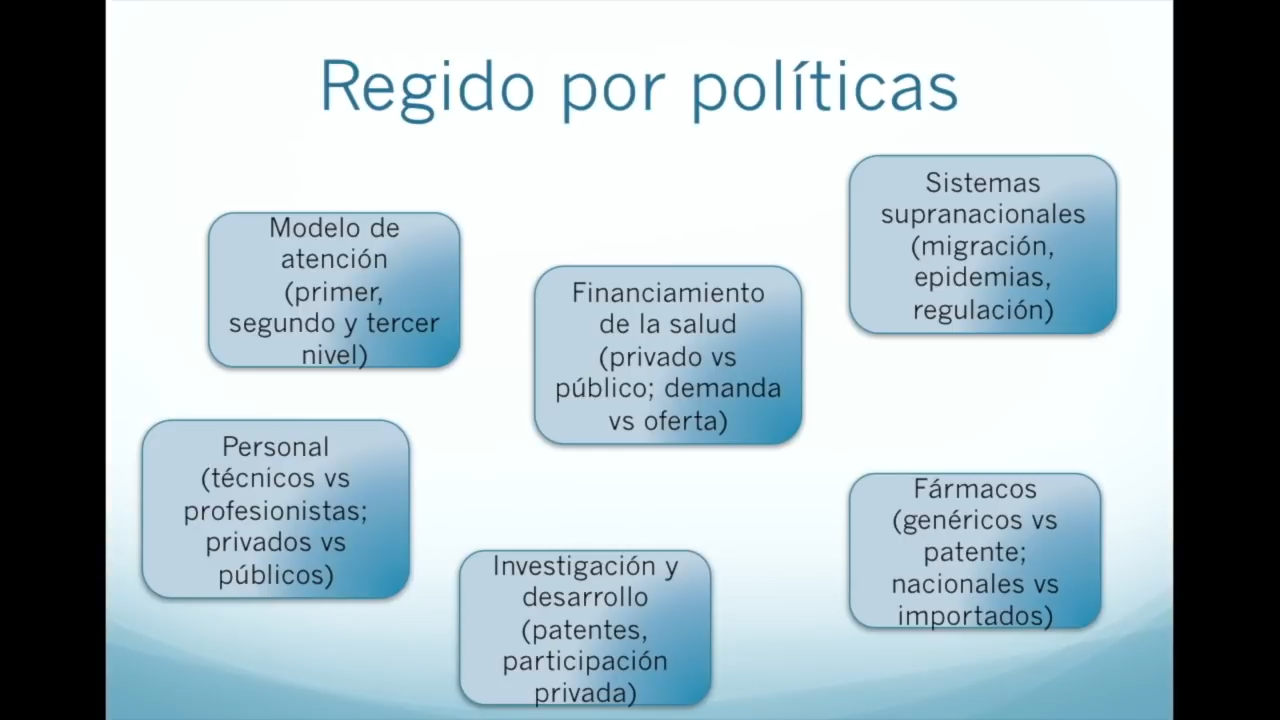 Regido por políticas
Modelo de
atención
(primer,
segundo y tercer
nivel)
Financiamiento
de la salud
(privado vs
público; demanda
vs oferta)
Sistemas
supranacionales
(migración,
epidemias,
regulación)
Personal
(técnicos vs
profesionistas;
privados vs
públicos)
Investigación y
desarrollo
(patentes,
participación
privada)
Fármacos
(genéricos vs
patente;
nacionales vs
importados)